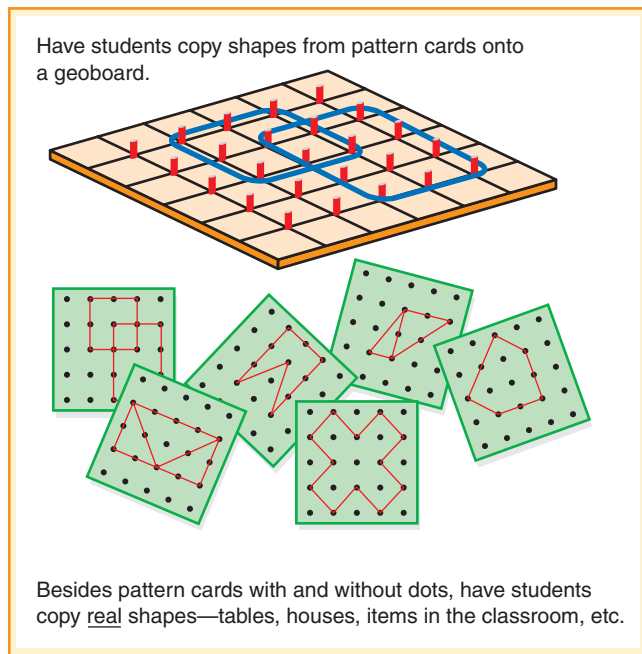 Have students copy shapes from pattern cards onto
a geoboard.
Besides pattern cards with and without dots, have students
copy real shapes—tables, houses, items in the classroom, etc.